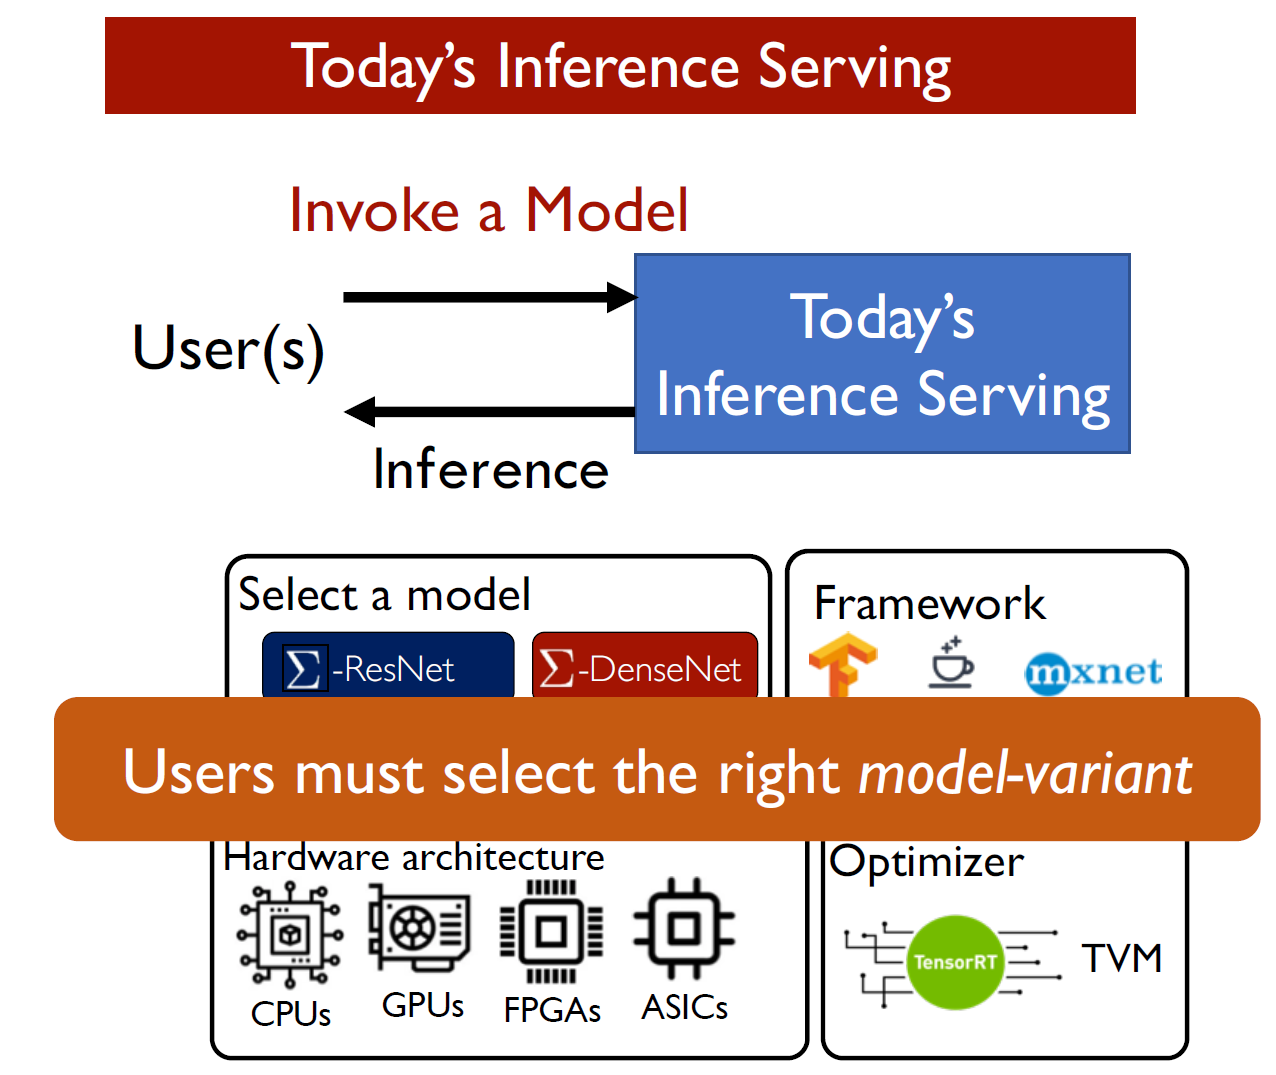 Today's Inference Serving
Invoke a Model
User(s)
Today's
Inference Serving
Inference
Select a model
Σ-ResNet
Σ-DenseNet
Framework
mxnet
Users must select the right model-variant
Hardware architecture
CPUs
GPUs
FPGAs
ASICs
Optimizer
TensorRT
TVM